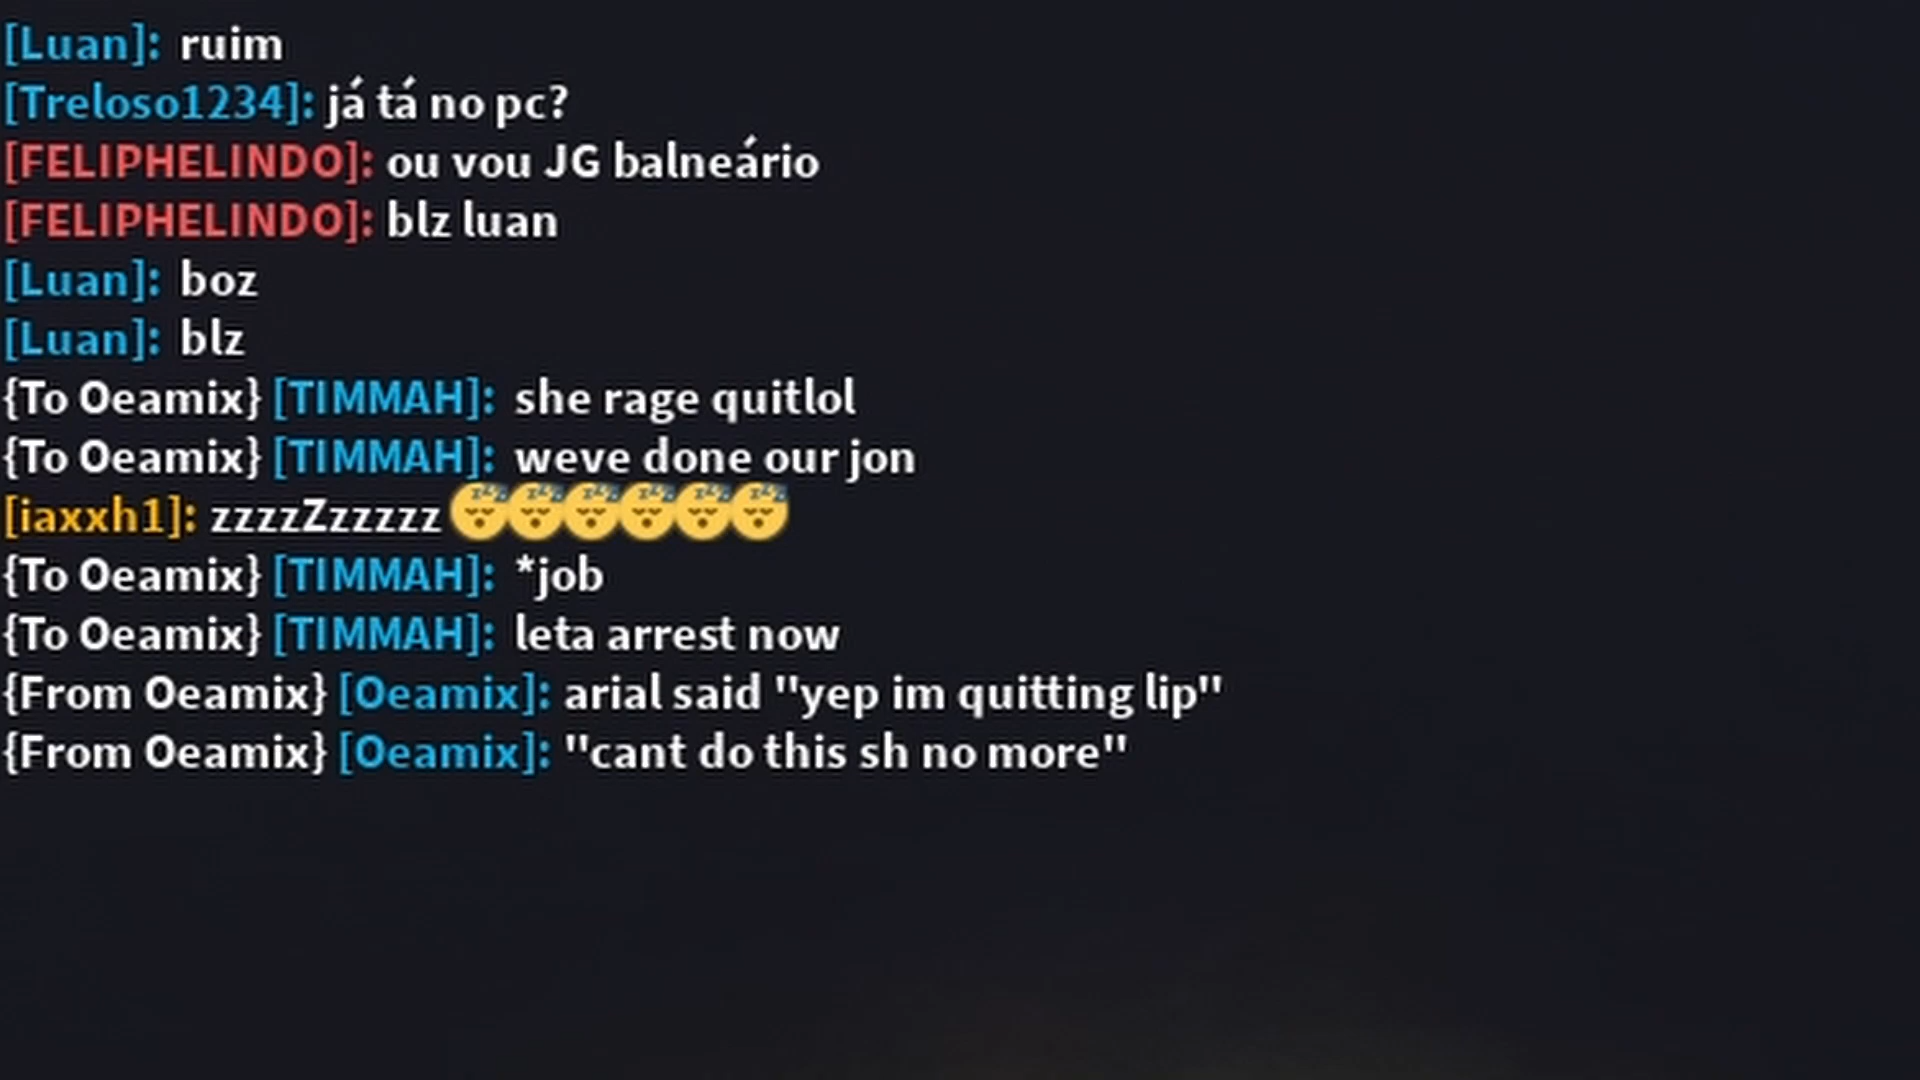 [Luan]: ruim
[Treloso1234]: já tá no pc?
[FELIPHELINDO]: ou vou JG balneário
[FELIPHELINDO]: blz luan
[Luan]: boz
[Luan]: blz
{To Oeamix} [TIMMAH]: she rage quitlol
{To Oeamix} [TIMMAH]: weve done our jon
[iaxxh1]: zzzzZzzzzz 😴😴😴😴😴😴
{To Oeamix} [TIMMAH]: *job
{To Oeamix} [TIMMAH]: leta arrest now
{From Oeamix} [Oeamix]: arial said "yep im quitting lip"
{From Oeamix} [Oeamix]: "cant do this sh no more"